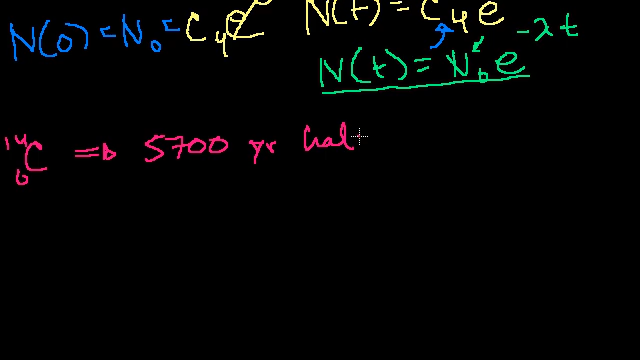 N(t) = C₄e
N(0) = N₀ = C₄e⁰
N(t) = N₀e^(-λt)
¹⁴₆C ⇒ 5700 yr hal